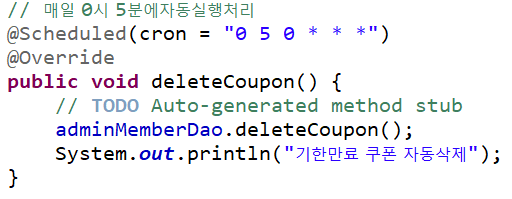 // 매일 0시 5분에자동실행처리
@Scheduled(cron = "0 5 0 * * *")
@Override
public void deleteCoupon() {
    // TODO Auto-generated method stub
    adminMemberDao.deleteCoupon();
    System.out.println("기한만료 쿠폰 자동삭제");
}